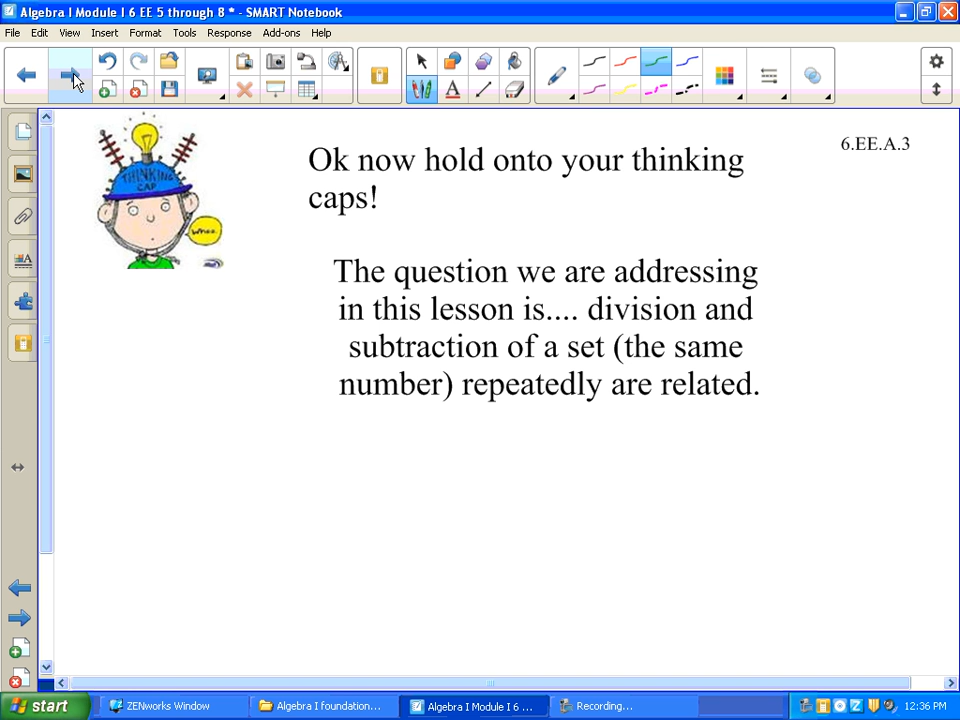 Algebra I Module I 6 EE 5 through 8 * - SMART Notebook
File Edit View Insert Format Tools Response Add-ons Help
THINKING
CAP
Ok now hold onto your thinking
caps!
6.EE.A.3
The question we are addressing
in this lesson is.... division and
subtraction of a set (the same
number) repeatedly are related.
start
ZENworks Window
Algebra I foundation...
Algebra I Module I 6 ...
Recording...
12:36 PM